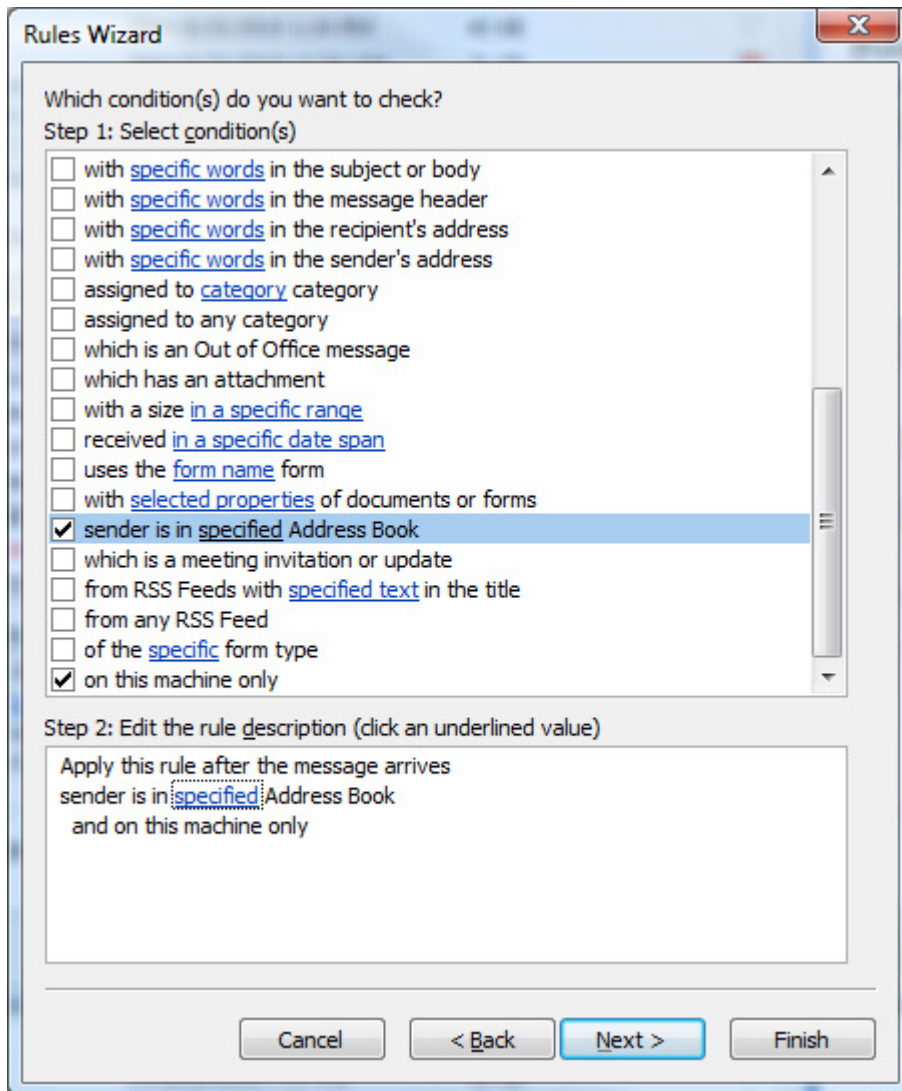 Rules Wizard
Which condition(s) do you want to check?
Step 1: Select condition(s)
with specific words in the subject or body
with specific words in the message header
with specific words in the recipient's address
with specific words in the sender's address
assigned to category category
assigned to any category
which is an Out of Office message
which has an attachment
with a size in a specific range
received in a specific date span
uses the form name form
with selected properties of documents or forms
sender is in specified Address Book
which is a meeting invitation or update
from RSS Feeds with specified text in the title
from any RSS Feed
of the specific form type
on this machine only
Step 2: Edit the rule description (click an underlined value)
Apply this rule after the message arrives
sender is in specified Address Book
and on this machine only
Cancel < Back Next > Finish